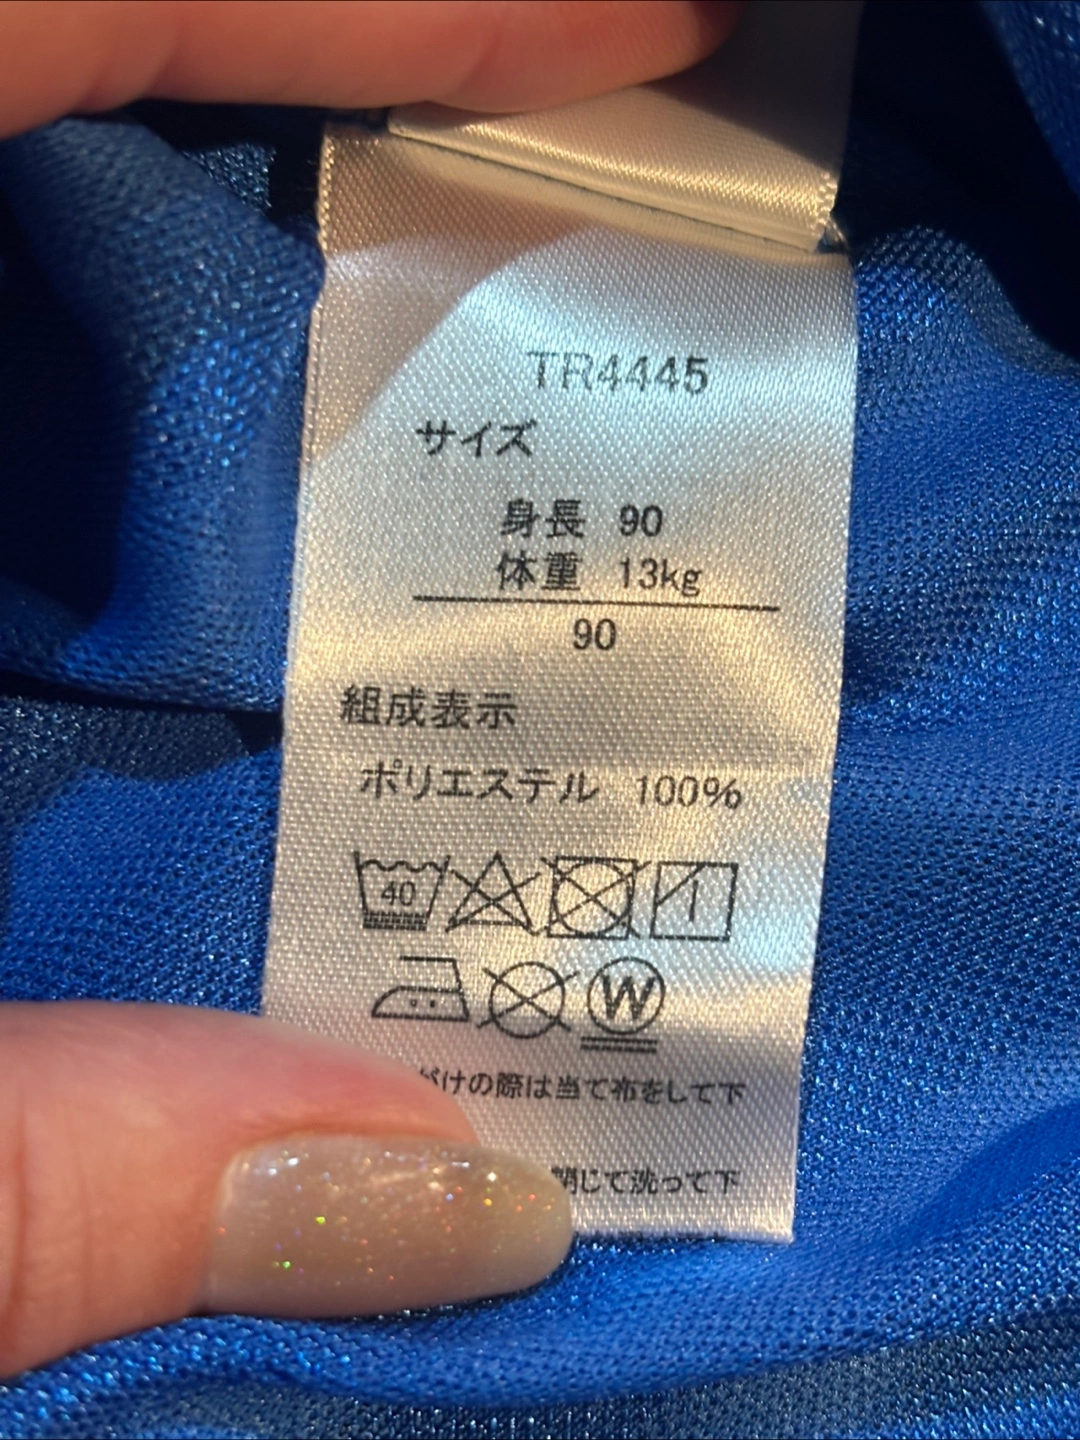 TR4445
サイズ
身長 90
体重 13kg
90
組成表示
ポリエステル 100%
40
W
がけの際は当て布をして下
閉じて洗って下